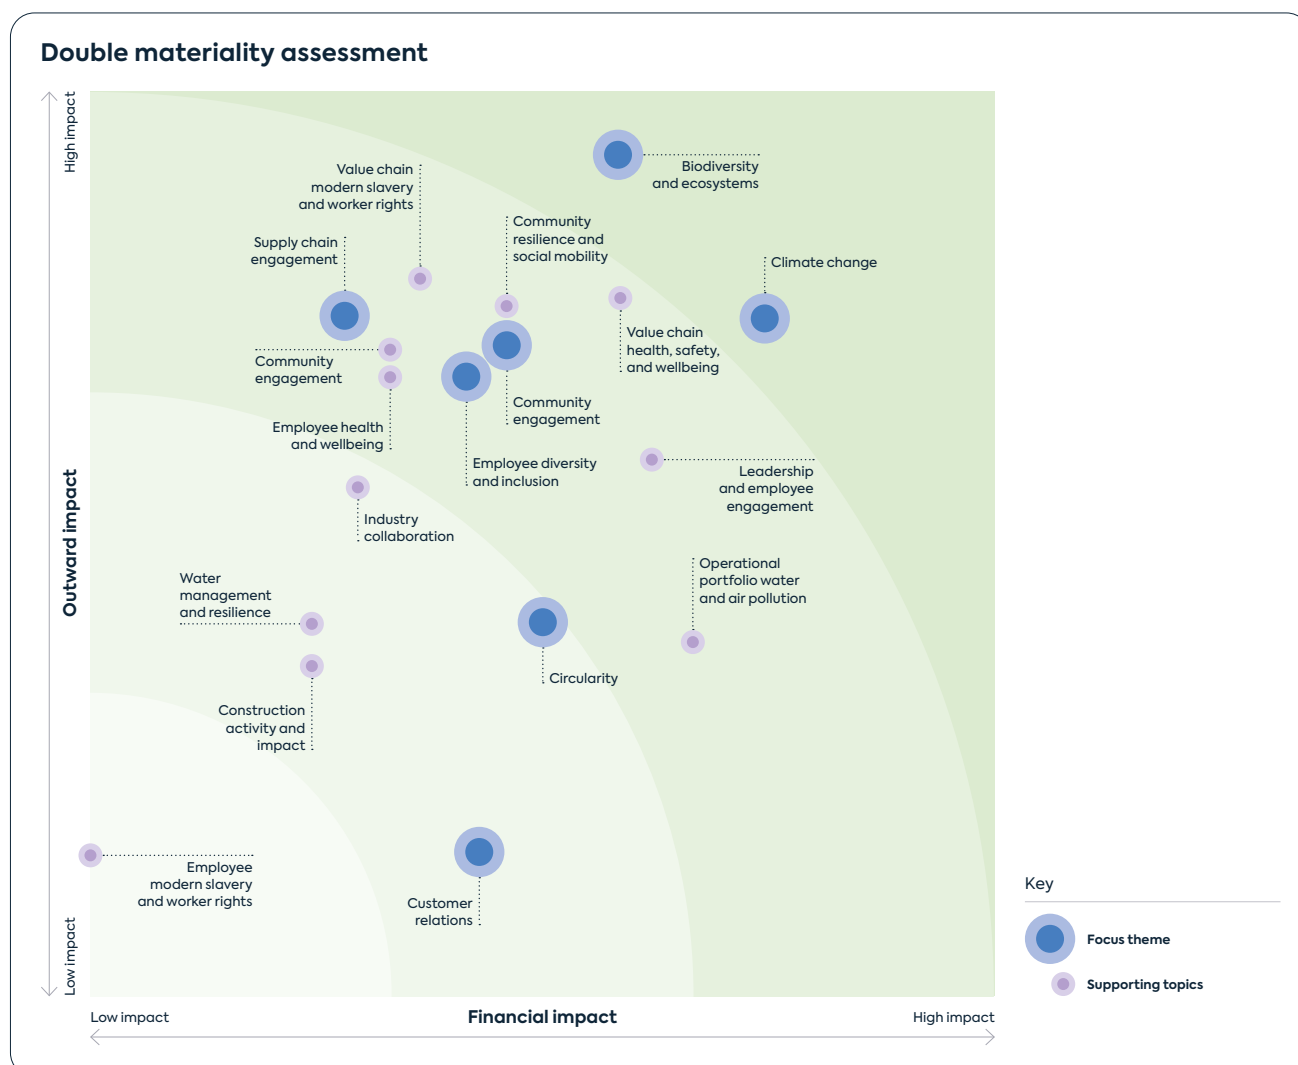 Double materiality assessment
High impact
Outward impact
Low impact
Biodiversity
and ecosystems
Value chain
modern slavery
and worker rights
Community
resilience and
social mobility
Supply chain
engagement
Climate change
Value chain
health, safety,
and wellbeing
Community
engagement
Community
engagement
Employee health
and wellbeing
Employee diversity
and inclusion
Leadership
and employee
engagement
Industry
collaboration
Operational
portfolio water
and air pollution
Water
management
and resilience
Circularity
Construction
activity and
impact
Employee
modern slavery
and worker rights
Customer
relations
Low impact
Financial impact
High impact
Key
Focus theme
Supporting topics